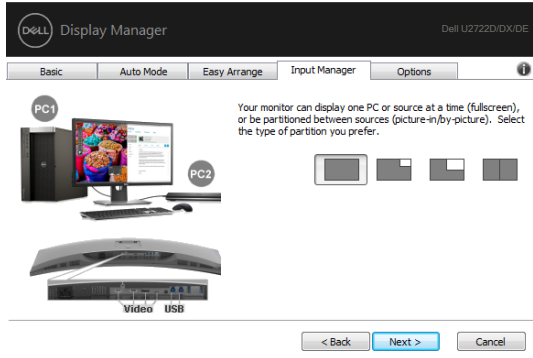 DELL Display Manager
Dell U2722D/DX/DE
Basic Auto Mode Easy Arrange Input Manager Options i
PC1
Your monitor can display one PC or source at a time (fullscreen),
or be partitioned between sources (picture-in/by-picture). Select
the type of partition you prefer.
PC2
Video USB
< Back Next > Cancel